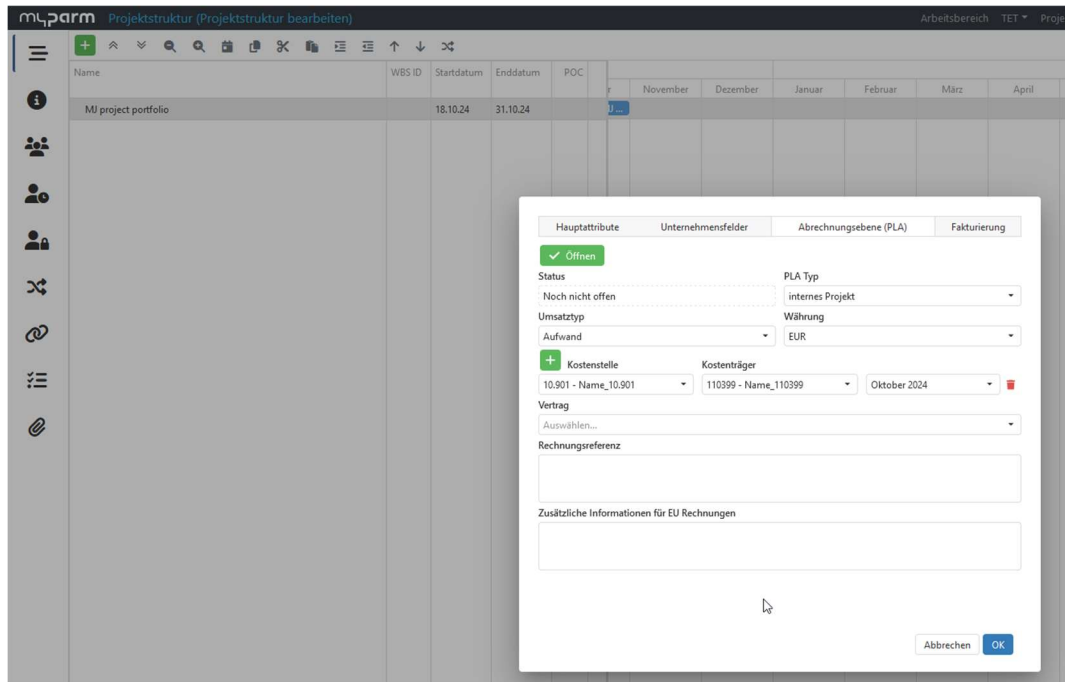 myparm Projektstruktur (Projektstruktur bearbeiten) Arbeitsbereich TET
Name WBS ID Startdatum Enddatum POC
November Dezember Januar Februar März April
MJ project portfolio 18.10.24 31.10.24
Hauptattribute Unternehmensfelder Abrechnungsebene (PLA) Fakturierung
Öffnen
Status PLA Typ
Noch nicht offen internes Projekt
Umsatztyp Währung
Aufwand EUR
Kostenstelle Kostenträger
10.901 - Name_10.901 110399 - Name_110399 Oktober 2024
Vertrag
Auswählen...
Rechnungsreferenz
Zusätzliche Informationen für EU Rechnungen
Abbrechen OK